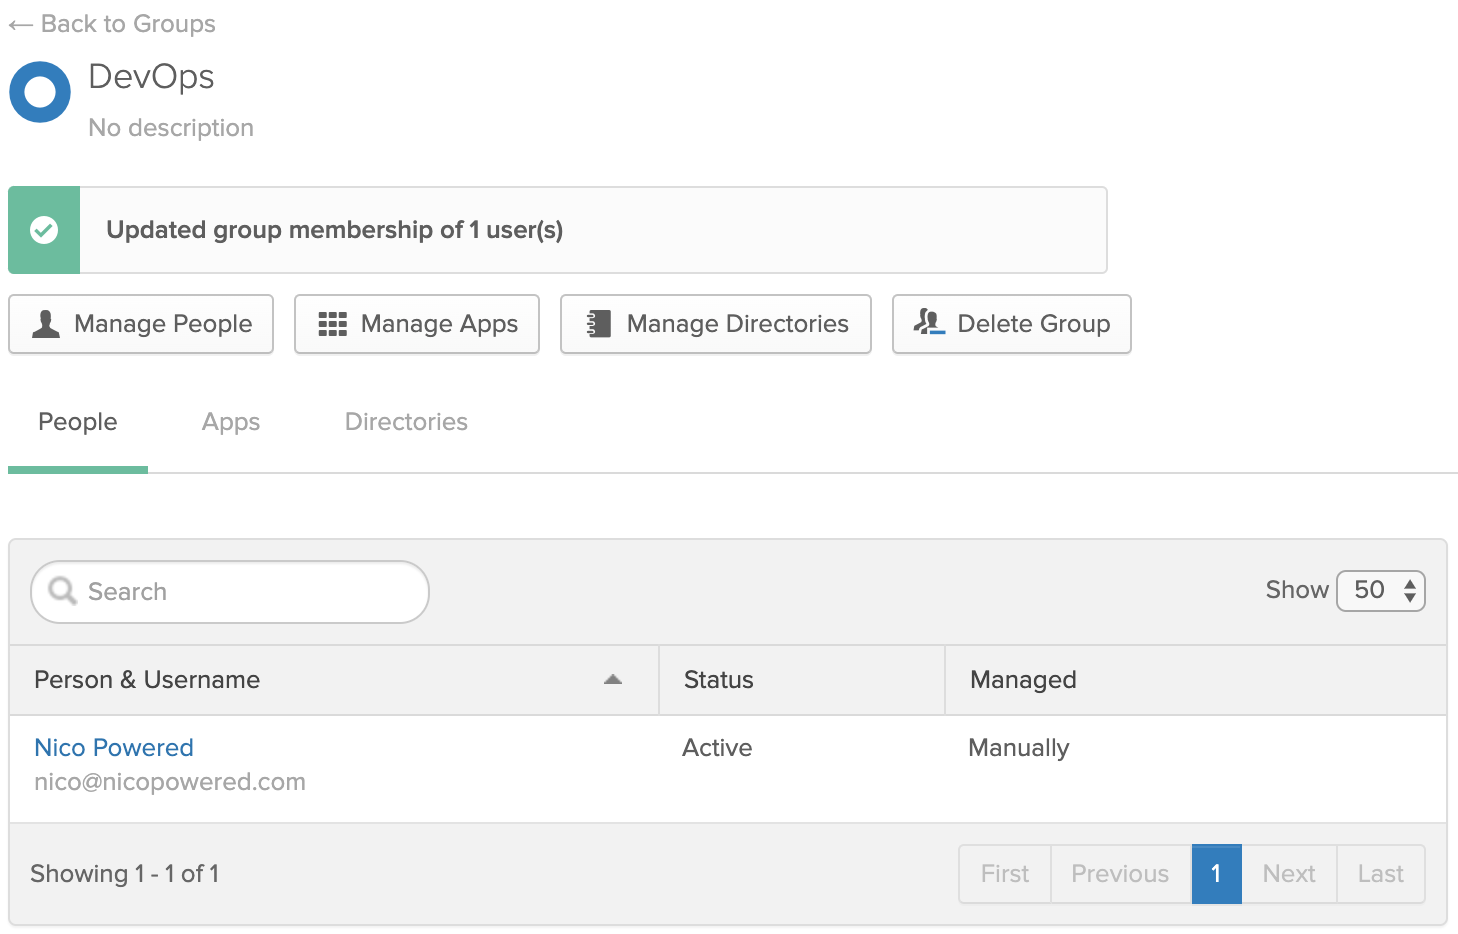 ← Back to Groups
DevOps
No description
Updated group membership of 1 user(s)
Manage People Manage Apps Manage Directories Delete Group
People Apps Directories
Search Show 50
Person & Username Status Managed
Nico Powered Active Manually
nico@nicopowered.com
Showing 1 - 1 of 1 First Previous 1 Next Last